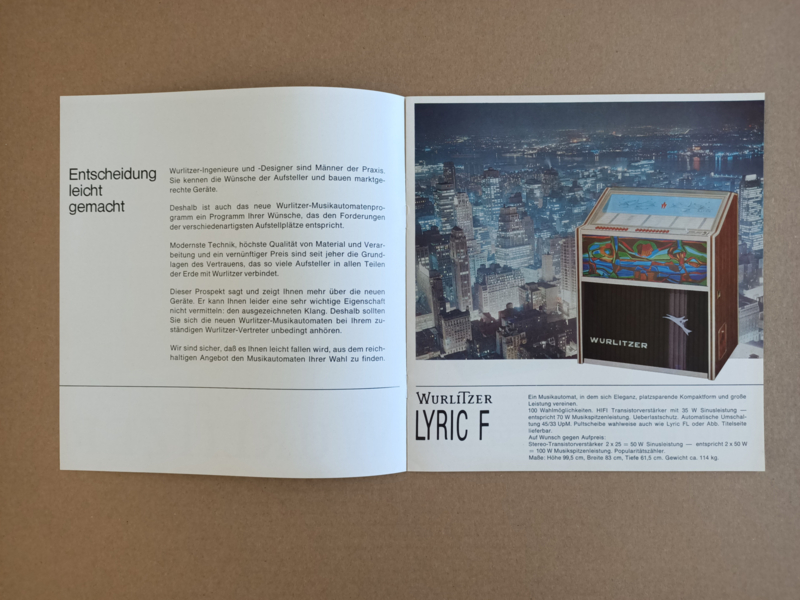 Entscheidung
leicht
gemacht
Wurlitzer-Ingenieure und -Designer sind Männer der Praxis.
Sie kennen die Wünsche der Aufsteller und bauen marktge-
rechte Geräte.
Deshalb ist auch das neue Wurlitzer-Musikautomatenpro-
gramm ein Programm Ihrer Wünsche, das den Forderungen
der verschiedenartigsten Aufstellplätze entspricht.
Modernste Technik, höchste Qualität von Material und Verar-
beitung und ein vernünftiger Preis sind seit jeher die Grund-
lagen des Vertrauens, das so viele Aufsteller in allen Teilen
der Erde mit Wurlitzer verbindet.
Dieser Prospekt sagt und zeigt Ihnen mehr über die neuen
Geräte. Er kann Ihnen leider eine sehr wichtige Eigenschaft
nicht vermitteln: den ausgezeichneten Klang. Deshalb sollten
Sie sich die neuen Wurlitzer-Musikautomaten bei Ihrem zu-
ständigen Wurlitzer-Vertreter unbedingt anhören.
Wir sind sicher, daß es Ihnen leicht fallen wird, aus dem reich-
haltigen Angebot den Musikautomaten Ihrer Wahl zu finden.
WURLITZER
WURLITZER
LYRIC F
Ein Musikautomat, in dem sich Eleganz, platzsparende Kompaktform und große
Leistung vereinen.
100 Wahlmöglichkeiten. HIFI Transistorverstärker mit 35 W Sinusleistung —
entspricht 70 W Musikspitzenleistung. Ueberlastschutz. Automatische Umschal-
tung 45/33 UpM. Pultscheibe wahlweise auch wie Lyric FL oder Abb. Titelseite
lieferbar.
Auf Wunsch gegen Aufpreis:
Stereo-Transistorverstärker 2 x 25 = 50 W Sinusleistung — entspricht 2 x 50 W
= 100 W Musikspitzenleistung. Popularitätszähler.
Maße: Höhe 99,5 cm, Breite 83 cm, Tiefe 61,5 cm. Gewicht ca. 114 kg.